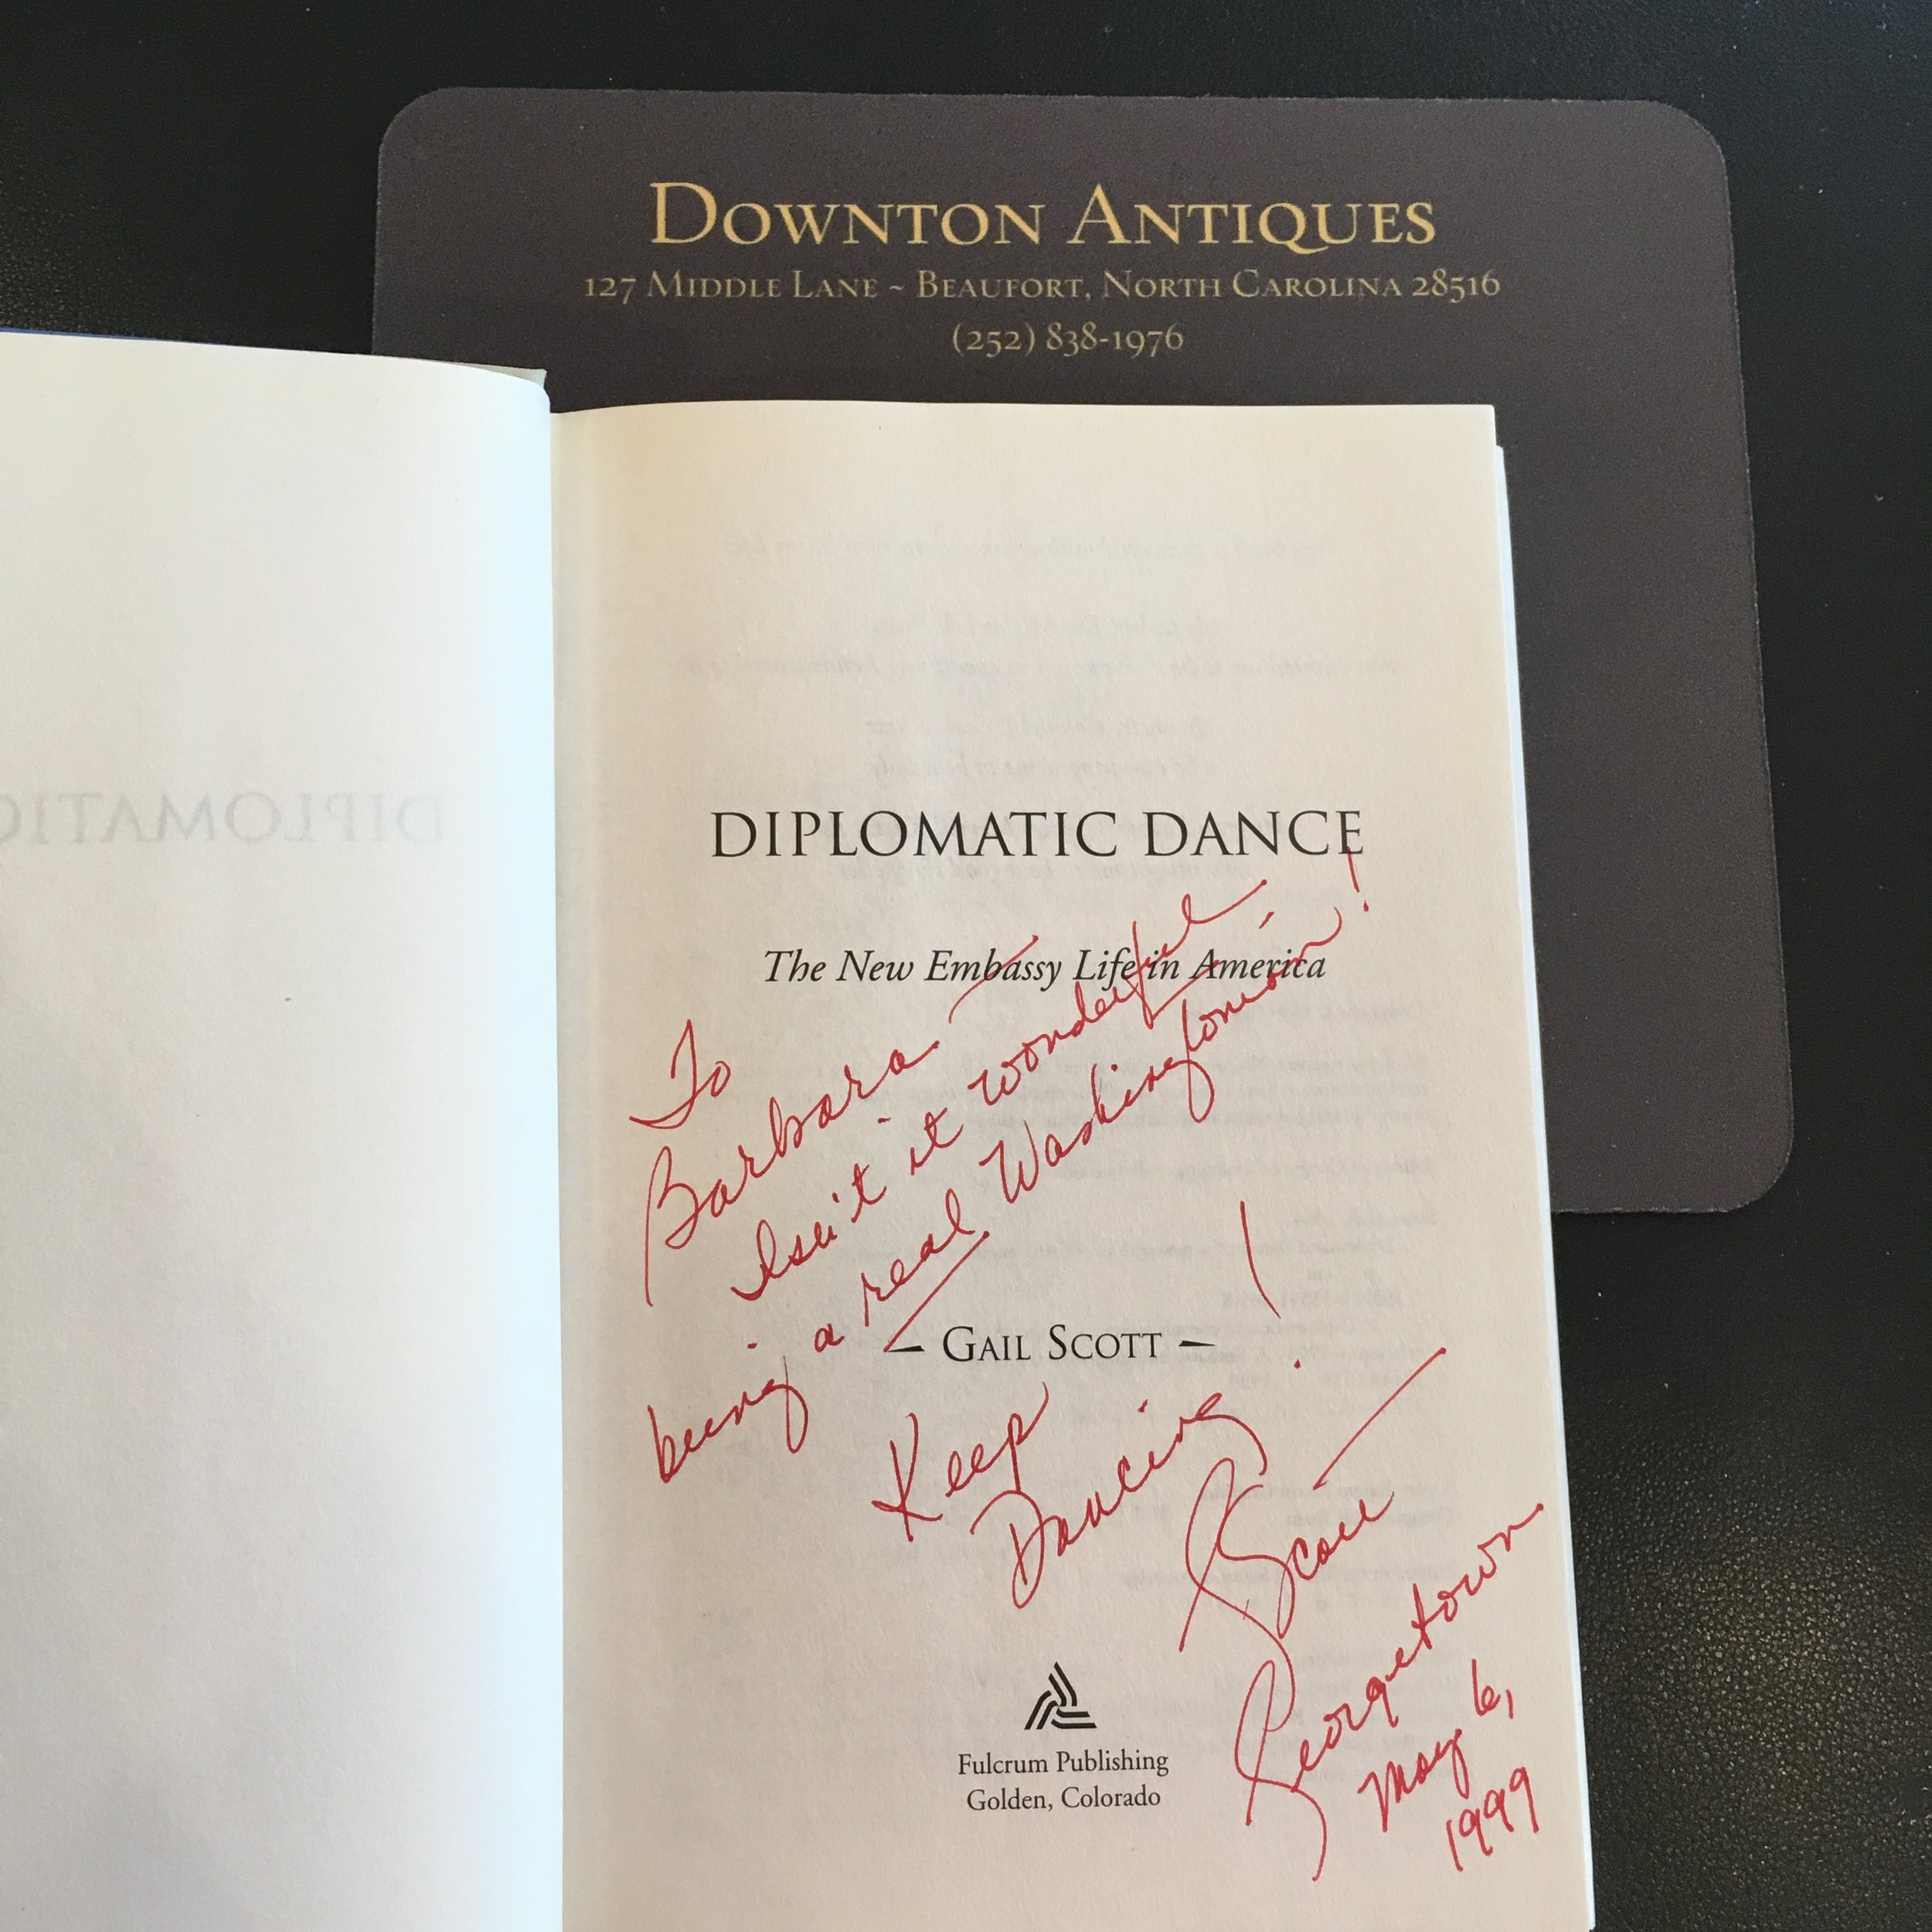 DOWNTON ANTIQUES
127 MIDDLE LANE ~ BEAUFORT, NORTH CAROLINA 28516
(252) 838-1976
DIPLOMATIC
DIPLOMATIC DANCE
The New Embassy Life in America
To
Barbara –
Isn't it wonderful
being a real Washingtonian!
– GAIL SCOTT –
Keep
Dancing!
Scott
Georgetown
May 6,
1999
Fulcrum Publishing
Golden, Colorado